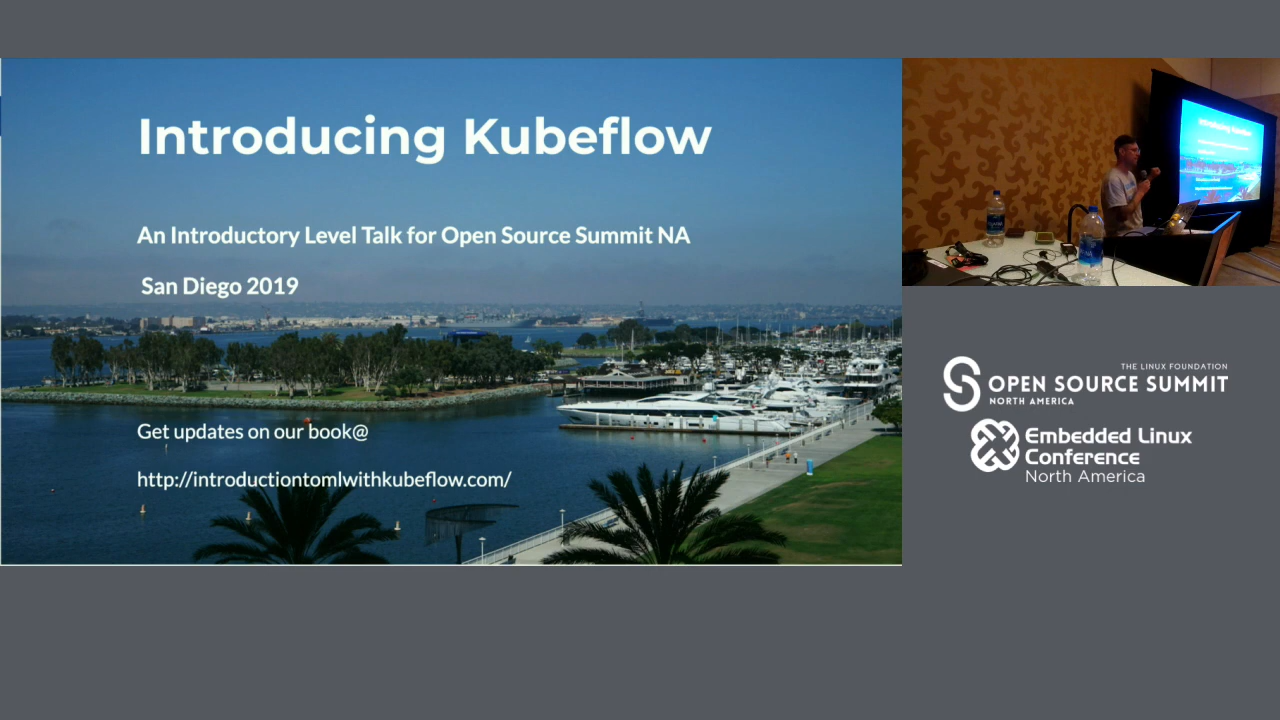 Introducing Kubeflow
An Introductory Level Talk for Open Source Summit NA
San Diego 2019
Get updates on our book@
http://introductiontomlwithkubeflow.com/
THE LINUX FOUNDATION
OPEN SOURCE SUMMIT
NORTH AMERICA
Embedded Linux
Conference
North America